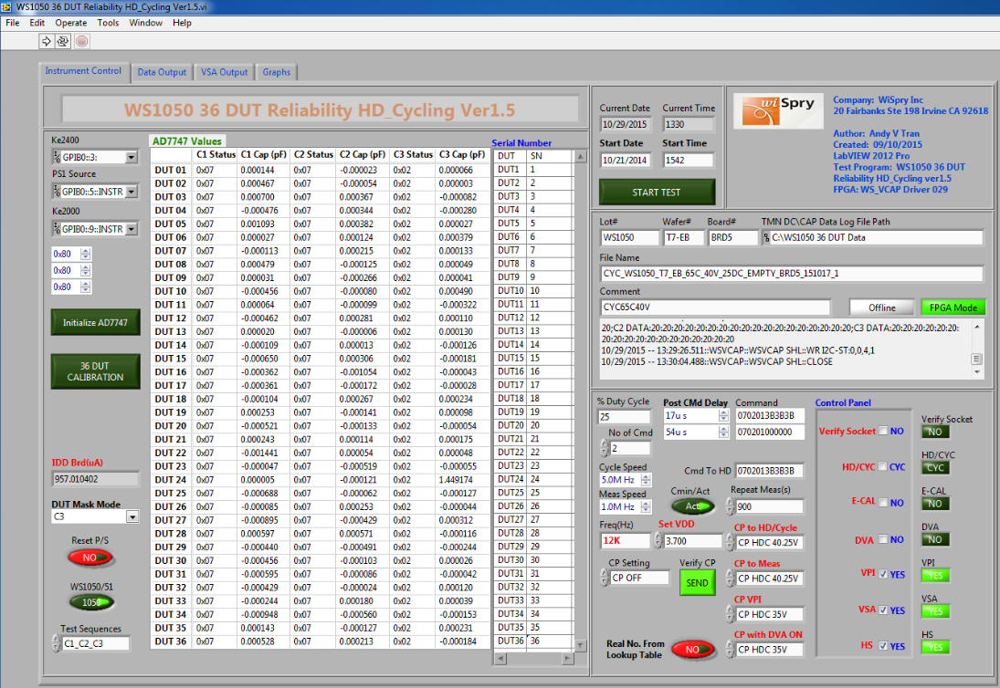 WS1050 36 DUT Reliability HD_Cycling Ver1.5.vi
File Edit Operate Tools Window Help
Instrument Control Data Output VSA Output Graphs
WS1050 36 DUT Reliability HD_Cycling Ver1.5
Ke2400
GPIB0::3:
PS1 Source
GPIB0::5::INSTR
Ke2000
GPIB0::9::INSTR
0x80
0x80
0x80
Initialize AD7747
36 DUT
CALIBRATION
IDD Brd(uA)
957.010402
DUT Mask Mode
C3
Reset P/S
NO
WS1050/51
1050
Test Sequences
C1_C2_C3
AD7747 Values
C1 Status C1 Cap (pF) C2 Status C2 Cap (pF) C3 Status C3 Cap (pF)
DUT 01 0x07 0.000144 0x07 -0.000023 0x02 0.000066
DUT 02 0x07 0.000467 0x07 -0.000054 0x02 0.000003
DUT 03 0x07 0.000700 0x07 0.000367 0x02 -0.000082
DUT 04 0x07 -0.000476 0x07 0.000344 0x02 -0.000280
DUT 05 0x07 0.001093 0x07 0.000382 0x02 0.000027
DUT 06 0x07 0.000027 0x07 0.000124 0x02 0.000379
DUT 07 0x07 -0.000113 0x07 0.000215 0x02 0.000133
DUT 08 0x07 0.000479 0x07 -0.000125 0x02 0.000049
DUT 09 0x07 0.000031 0x07 -0.000266 0x02 0.000041
DUT 10 0x07 -0.000456 0x07 -0.000080 0x02 0.000490
DUT 11 0x07 0.000064 0x07 -0.000099 0x02 -0.000322
DUT 12 0x07 -0.000462 0x07 0.000281 0x02 0.000110
DUT 13 0x07 0.000020 0x07 -0.000006 0x02 0.000130
DUT 14 0x07 -0.000109 0x07 0.000013 0x02 -0.000126
DUT 15 0x07 -0.000650 0x07 0.000306 0x02 -0.000181
DUT 16 0x07 -0.000362 0x07 -0.001054 0x02 -0.000043
DUT 17 0x07 -0.000361 0x07 -0.000172 0x02 -0.000028
DUT 18 0x07 -0.000104 0x07 0.000267 0x02 0.000234
DUT 19 0x07 0.000253 0x07 -0.000141 0x02 0.000098
DUT 20 0x07 -0.000521 0x07 -0.000133 0x02 -0.000054
DUT 21 0x07 0.000243 0x07 0.000114 0x02 0.000175
DUT 22 0x07 -0.001441 0x07 0.000054 0x02 0.000048
DUT 23 0x07 -0.000047 0x07 -0.000519 0x02 -0.000055
DUT 24 0x07 0.000005 0x07 -0.000121 0x02 1.449174
DUT 25 0x07 -0.000688 0x07 -0.000062 0x02 -0.000127
DUT 26 0x07 -0.000085 0x07 0.000253 0x02 -0.000044
DUT 27 0x07 -0.000895 0x07 -0.000429 0x02 0.000312
DUT 28 0x07 0.000597 0x07 0.000571 0x02 -0.000116
DUT 29 0x07 -0.000440 0x07 -0.000491 0x02 -0.000244
DUT 30 0x07 -0.000456 0x07 -0.000103 0x02 0.000026
DUT 31 0x07 -0.000595 0x07 -0.000086 0x02 -0.000042
DUT 32 0x07 -0.000429 0x07 -0.000024 0x02 0.000120
DUT 33 0x07 -0.000244 0x07 0.000180 0x02 0.000039
DUT 34 0x07 -0.000948 0x07 -0.000560 0x02 -0.000153
DUT 35 0x07 0.000143 0x07 -0.000127 0x02 0.000231
DUT 36 0x07 0.000528 0x07 0.000213 0x02 -0.000184
Serial Number
DUT SN
DUT1 1
DUT2 2
DUT3 3
DUT4 4
DUT5 5
DUT6 6
DUT7 7
DUT8 8
DUT9 9
DUT10 10
DUT11 11
DUT12 12
DUT13 13
DUT14 14
DUT15 15
DUT16 16
DUT17 17
DUT18 18
DUT19 19
DUT20 20
DUT21 21
DUT22 22
DUT23 23
DUT24 24
DUT25 25
DUT26 26
DUT27 27
DUT28 28
DUT29 29
DUT30 30
DUT31 31
DUT32 32
DUT33 33
DUT34 34
DUT35 35
DUT36 36
Current Date Current Time
10/29/2015 1330
Start Date Start Time
10/21/2014 1542
START TEST
wiSpry
Company: WiSpry Inc
20 Fairbanks Ste 198 Irvine CA 92618
Author: Andy V Tran
Created: 09/10/2015
LabVIEW 2012 Pro
Test Program: WS1050 36 DUT
Reliability HD_Cycling ver1.5
FPGA: WS_VCAP Driver 029
Lot# Wafer# Board# TMN DC\CAP Data Log File Path
WS1050 T7-EB BRD5 C:\WS1050 36 DUT Data
File Name
CYC_WS1050_T7_EB_65C_40V_25DC_EMPTY_BRD5_151017_1
Comment
CYC65C40V Offline FPGA Mode
20;C2 DATA:20:20:20:20:20:20:20:20:20:20:20:20:20:20:20:20:20:20;C3 DATA:20:20:20:20:20:20:
20:20:20:20:20:20:20:20:20:20:20:20
10/29/2015 -- 13:29:26.511::WSVCAP::WSVCAP SHL::WR I2C-ST:0,0,4,1
10/29/2015 -- 13:30:04.488::WSVCAP::WSVCAP SHL::CLOSE
% Duty Cycle Post CMd Delay Command
25 17u s 0702013B3B3B
No of Cmd 54u s 070201000000
2
Cycle Speed
5.0M Hz Cmd To HD 0702013B3B3B
Meas Speed Cmin/Act Repeat Meas(s)
1.0M Hz Act 900
Freq(Hz) Set VDD CP to HD/Cycle
12K 3.700 CP HDC 40.25V
CP Setting Verify CP CP to Meas
CP OFF SEND CP HDC 40.25V
CP VPI
CP HDC 35V
CP with DVA ON
Real No. From
Lookup Table NO CP HDC 35V
Control Panel
Verify Socket NO
HD/CYC CYC
E-CAL NO
DVA NO
VPI YES
VSA YES
HS YES
Verify Socket
NO
HD/CYC
CYC
E-CAL
NO
DVA
NO
VPI
YES
VSA
YES
HS
YES